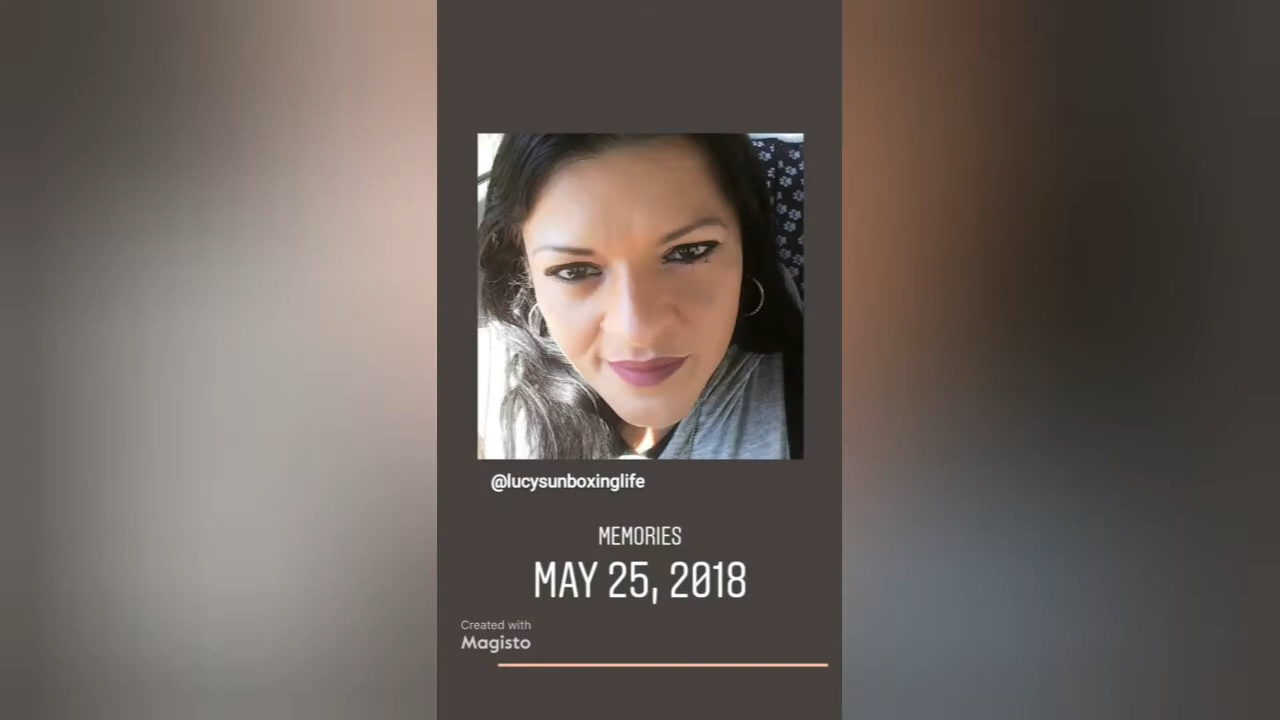 @lucysunboxinglife
MEMORIES
MAY 25, 2018
Created with
Magisto